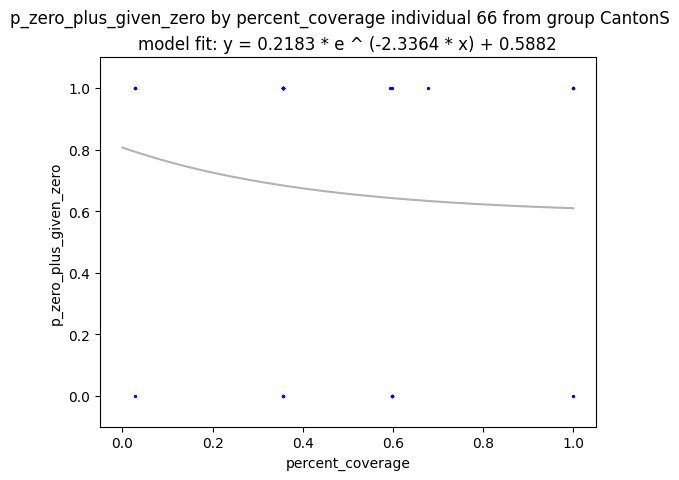 p_zero_plus_given_zero by percent_coverage individual 66 from group CantonS
model fit: y = 0.2183 * e ^ (-2.3364 * x) + 0.5882
1.0
0.8
0.6
0.4
0.2
0.0
p_zero_plus_given_zero
0.0 0.2 0.4 0.6 0.8 1.0
percent_coverage